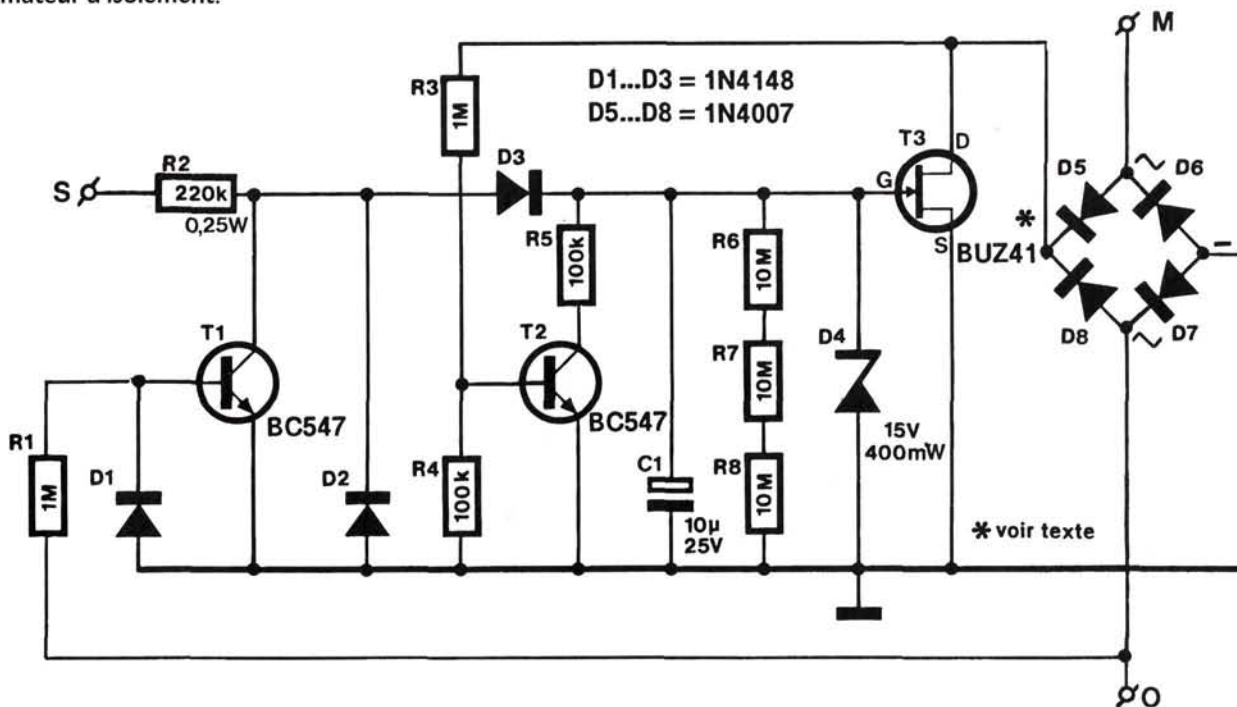 mateur d'isolement.
M
R3
1M
D1...D3 = 1N4148
D5...D8 = 1N4007
T3
D
R2
D3
S
220k
0,25W
G
S
BUZ41
D5
D6
*
–
R5
100k
R6
10M
T1
BC547
T2
BC547
R7
10M
D4
15V
400mW
D8
D7
R1
1M
D1
D2
R4
100k
C1
10µ
25V
R8
10M
* voir texte
O